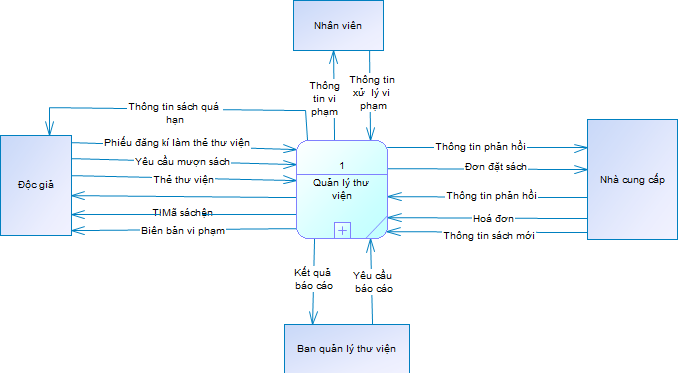 Nhân viên
Thông
tin vi
phạm
Thông tin
xử lý vi
phạm
Thông tin sách quá
hạn
Phiếu đăng kí làm thẻ thư viện
Yêu cầu mượn sách
Thẻ thư viện
Độc giả
Biên bản vi phạm
1
Quản lý thư
viện
Thông tin phản hồi
Đơn đặt sách
Thông tin phản hồi
Hoá đơn
Thông tin sách mới
Nhà cung cấp
Kết quả
báo cáo
Yêu cầu
báo cáo
Ban quản lý thư viện